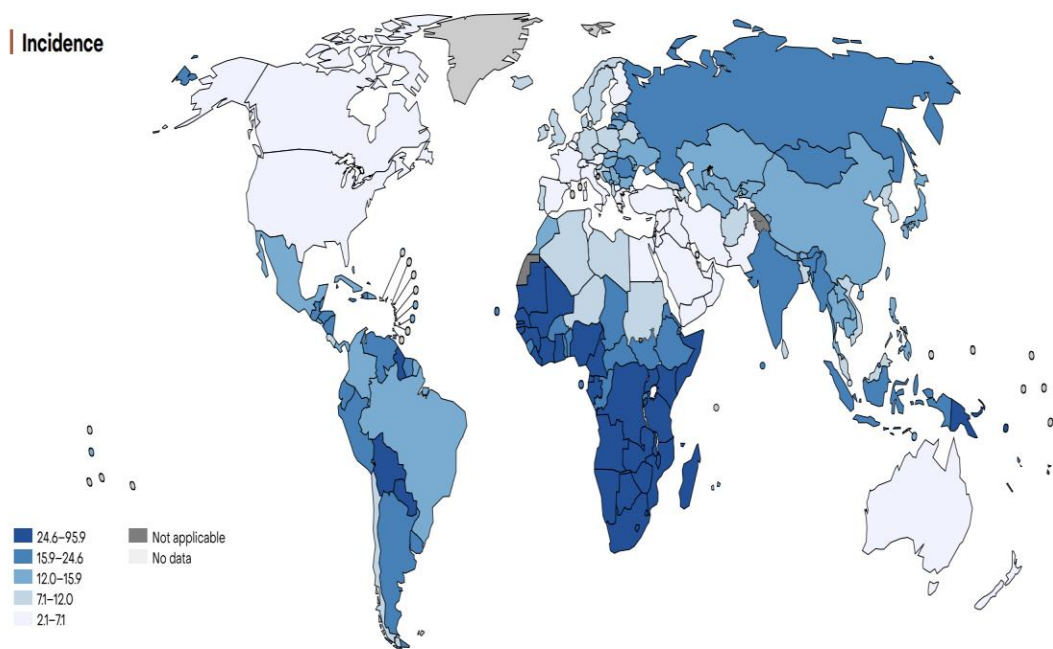 Incidence
24.6–95.9
15.9–24.6
12.0–15.9
7.1–12.0
2.1–7.1
Not applicable
No data